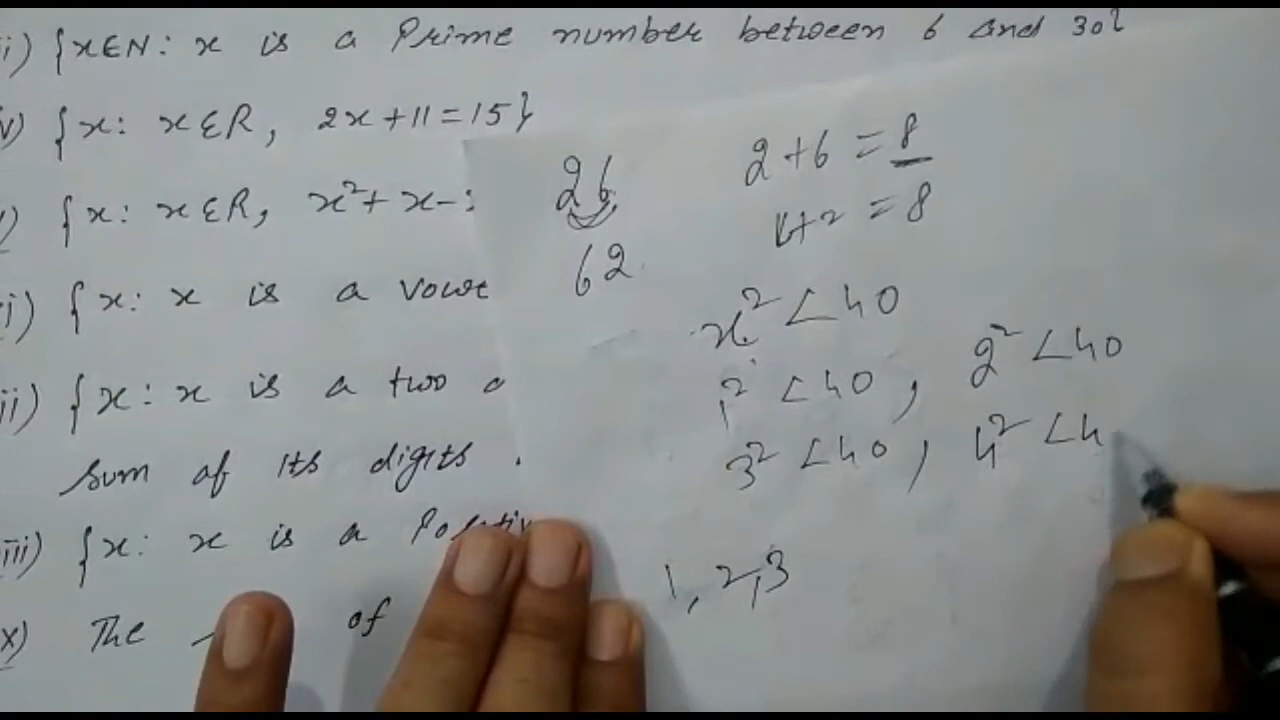 i) {x∈N: x is a Prime number between 6 and 30}
v) {x: x∈R, 2x+11=15}
{x: x∈R, x²+x-
i) {x: x is a vowe
ii) {x: x is a two
sum of its digits.
iii) {x: x is a Positiv
x) The of
26
62
2+6=8
6+2=8
x²<40
1²<40, 2²<40
3²<40, 4²<4
1,2,3